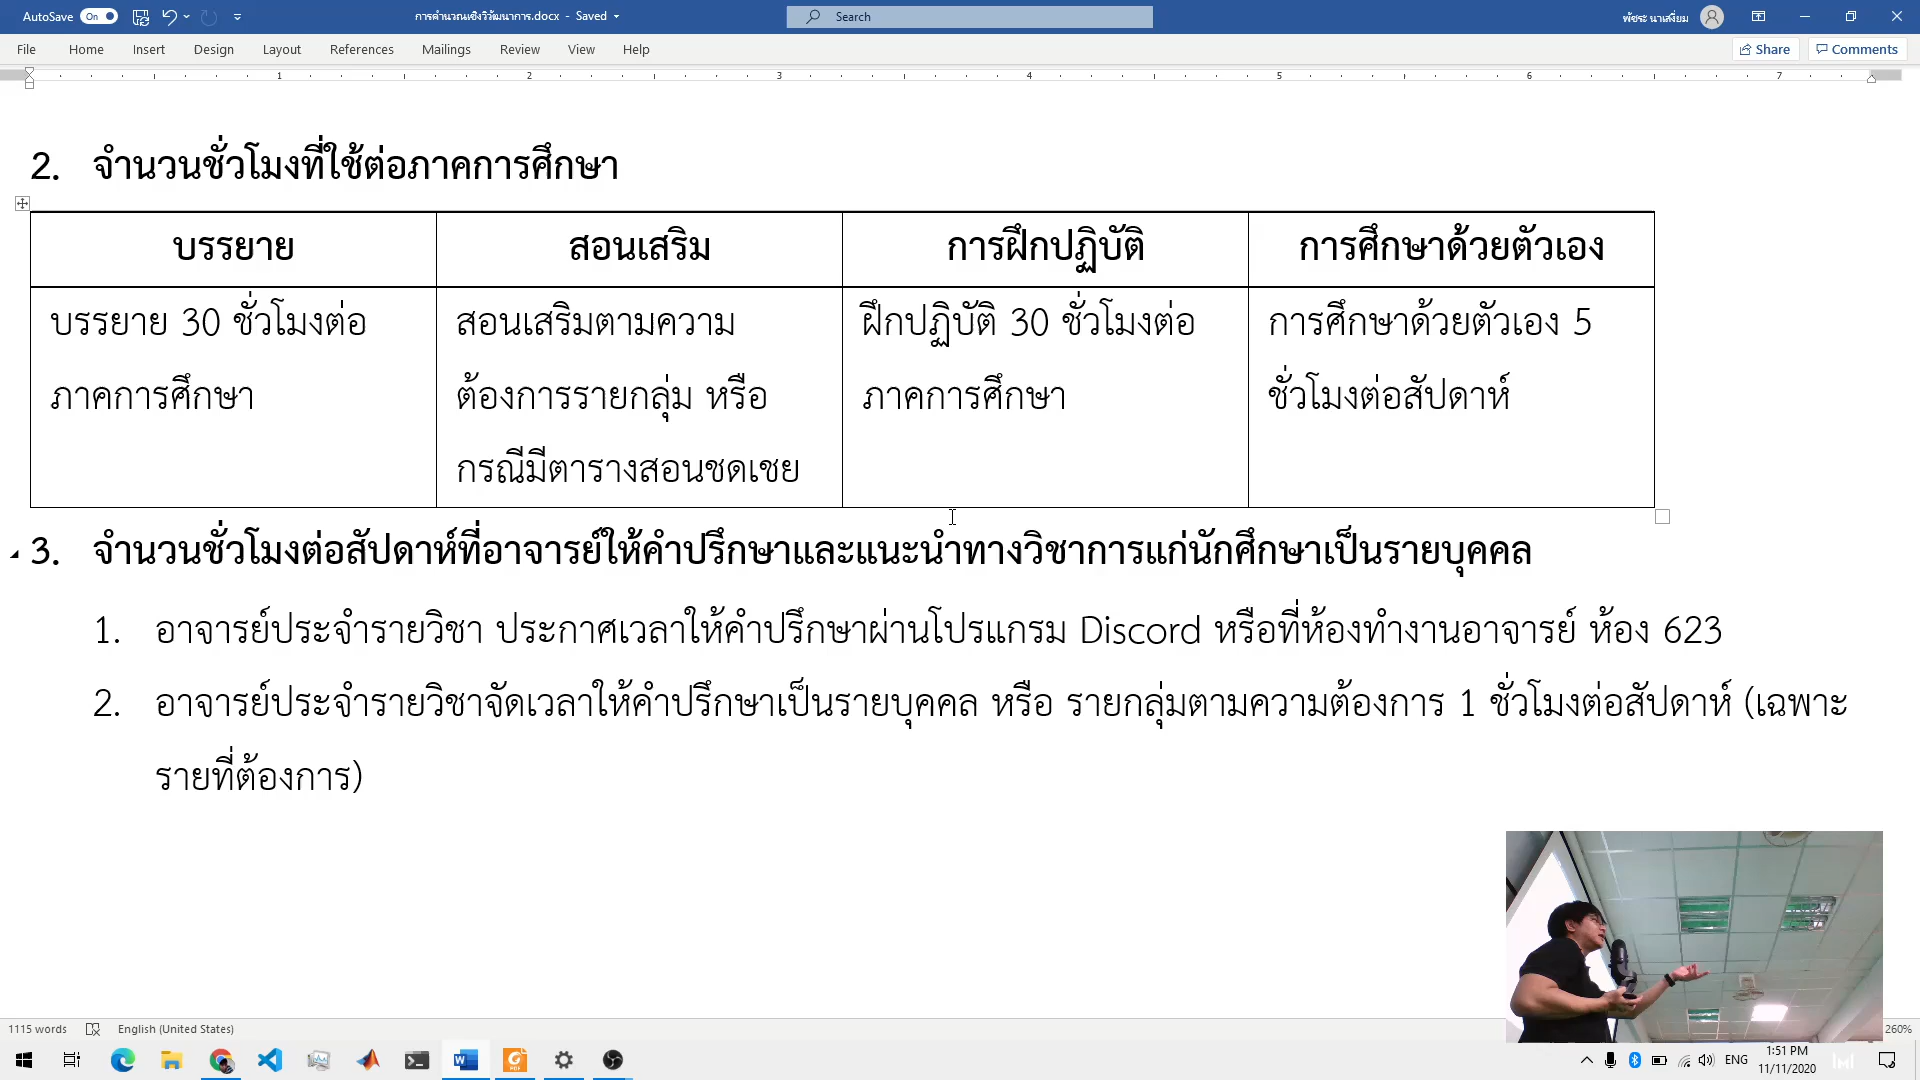 AutoSave On การคำนวณเชิงวิวัฒนาการ.docx - Saved Search พัชระ นาเสงี่ยม
File Home Insert Design Layout References Mailings Review View Help Share Comments
1 2 3 4 5 6 7
2. จำนวนชั่วโมงที่ใช้ต่อภาคการศึกษา
บรรยาย สอนเสริม การฝึกปฏิบัติ การศึกษาด้วยตัวเอง
บรรยาย 30 ชั่วโมงต่อ
ภาคการศึกษา
สอนเสริมตามความ
ต้องการรายกลุ่ม หรือ
กรณีมีตารางสอนชดเชย
ฝึกปฏิบัติ 30 ชั่วโมงต่อ
ภาคการศึกษา
การศึกษาด้วยตัวเอง 5
ชั่วโมงต่อสัปดาห์
3. จำนวนชั่วโมงต่อสัปดาห์ที่อาจารย์ให้คำปรึกษาและแนะนำทางวิชาการแก่นักศึกษาเป็นรายบุคคล
1. อาจารย์ประจำรายวิชา ประกาศเวลาให้คำปรึกษาผ่านโปรแกรม Discord หรือที่ห้องทำงานอาจารย์ ห้อง 623
2. อาจารย์ประจำรายวิชาจัดเวลาให้คำปรึกษาเป็นรายบุคคล หรือ รายกลุ่มตามความต้องการ 1 ชั่วโมงต่อสัปดาห์ (เฉพาะ
รายที่ต้องการ)
1115 words English (United States) 260%
ENG 1:51 PM
11/11/2020